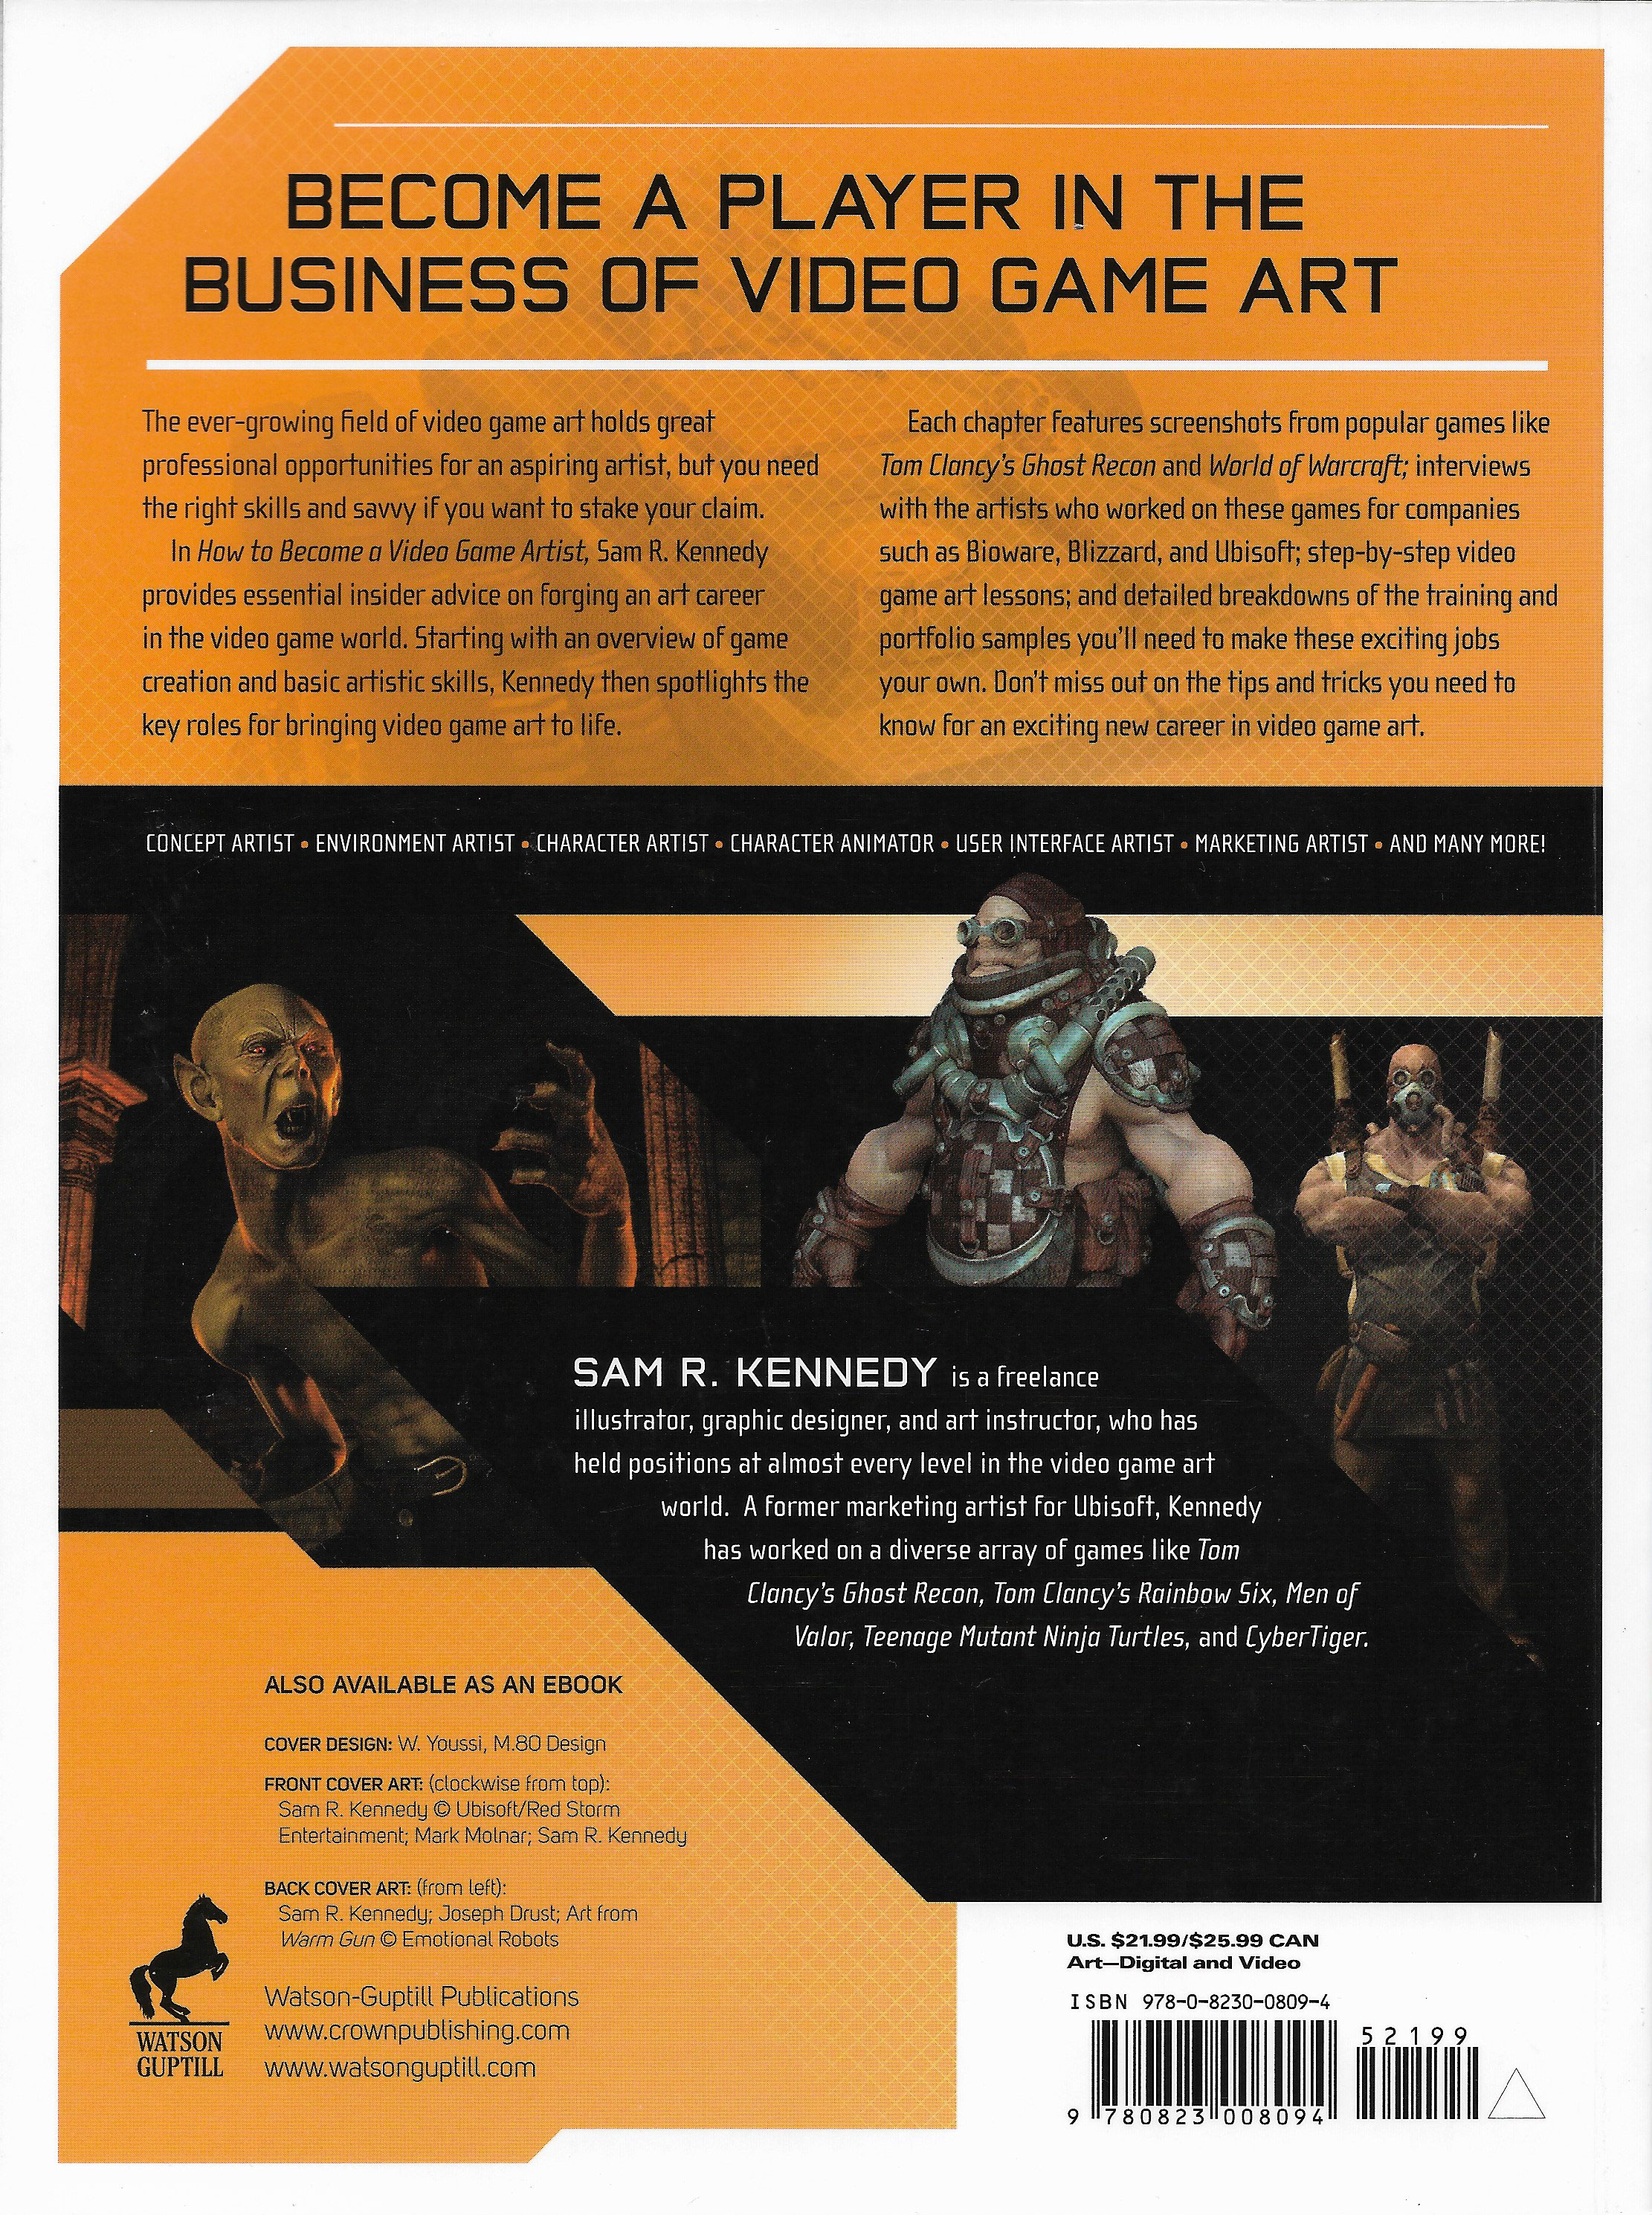 BECOME A PLAYER IN THE
BUSINESS OF VIDEO GAME ART
The ever-growing field of video game art holds great
professional opportunities for an aspiring artist, but you need
the right skills and savvy if you want to stake your claim.
In How to Become a Video Game Artist, Sam R. Kennedy
provides essential insider advice on forging an art career
in the video game world. Starting with an overview of game
creation and basic artistic skills, Kennedy then spotlights the
key roles for bringing video game art to life.
Each chapter features screenshots from popular games like
Tom Clancy's Ghost Recon and World of Warcraft; interviews
with the artists who worked on these games for companies
such as Bioware, Blizzard, and Ubisoft; step-by-step video
game art lessons; and detailed breakdowns of the training and
portfolio samples you'll need to make these exciting jobs
your own. Don't miss out on the tips and tricks you need to
know for an exciting new career in video game art.
CONCEPT ARTIST • ENVIRONMENT ARTIST • CHARACTER ARTIST • CHARACTER ANIMATOR • USER INTERFACE ARTIST • MARKETING ARTIST • AND MANY MORE!
SAM R. KENNEDY is a freelance
illustrator, graphic designer, and art instructor, who has
held positions at almost every level in the video game art
world. A former marketing artist for Ubisoft, Kennedy
has worked on a diverse array of games like Tom
Clancy's Ghost Recon, Tom Clancy's Rainbow Six, Men of
Valor, Teenage Mutant Ninja Turtles, and CyberTiger.
ALSO AVAILABLE AS AN EBOOK
COVER DESIGN: W. Youssi, M.80 Design
FRONT COVER ART: (clockwise from top):
Sam R. Kennedy © Ubisoft/Red Storm
Entertainment; Mark Molnar; Sam R. Kennedy
BACK COVER ART: (from left):
Sam R. Kennedy; Joseph Drust; Art from
Warm Gun © Emotional Robots
Watson-Guptill Publications
www.crownpublishing.com
www.watsonguptill.com
WATSON
GUPTILL
U.S. $21.99/$25.99 CAN
Art—Digital and Video
ISBN 978-0-8230-0809-4
52199
9 780823 008094